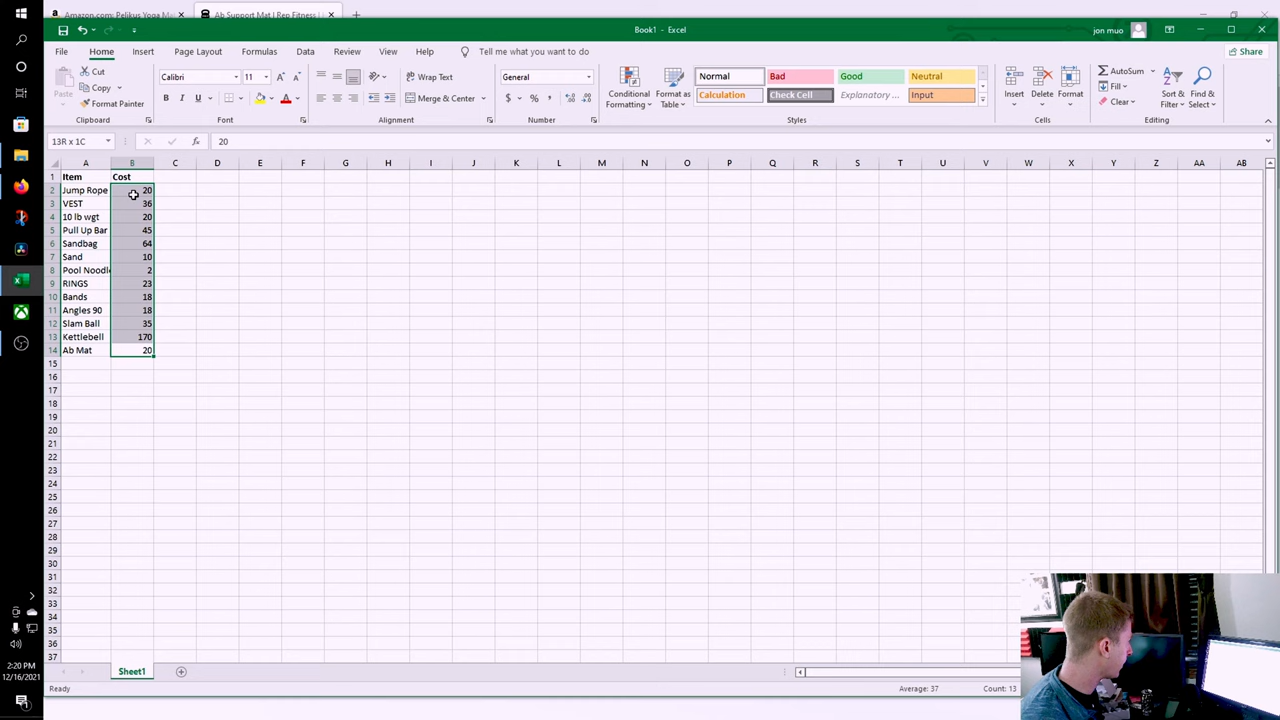 Amazon.com: Pelikus Yoga M
Ab Support Mat | Rep Fitness |
Book1 - Excel
jon muo
File Home Insert Page Layout Formulas Data Review View Add-ins Help Tell me what you want to do Share
Paste
Cut
Copy
Format Painter
Clipboard
Calibri 11
B I U
Font
Wrap Text
Merge & Center
Alignment
General
$ % ,
Number
Conditional Formatting
Format as Table
Normal Bad Good Neutral
Calculation Check Cell Explanatory ... Input
Styles
Insert Delete Format
Cells
AutoSum
Fill
Clear
Sort & Filter
Find & Select
Editing
13R x 1C fx 20
A B C D E F G H I J K L M N O P Q R S T U V W X Y Z AA AB
1 Item Cost
2 Jump Rope 20
3 VEST 36
4 10 lb wgt 20
5 Pull Up Bar 45
6 Sandbag 64
7 Sand 10
8 Pool Noodl 2
9 RINGS 23
10 Bands 18
11 Angles 90 18
12 Slam Ball 35
13 Kettlebell 170
14 Ab Mat 20
15
16
17
18
19
20
21
22
23
24
25
26
27
28
29
30
31
32
33
34
35
36
37
Sheet1
Ready Average: 37 Count: 13
2:20 PM
12/16/2021